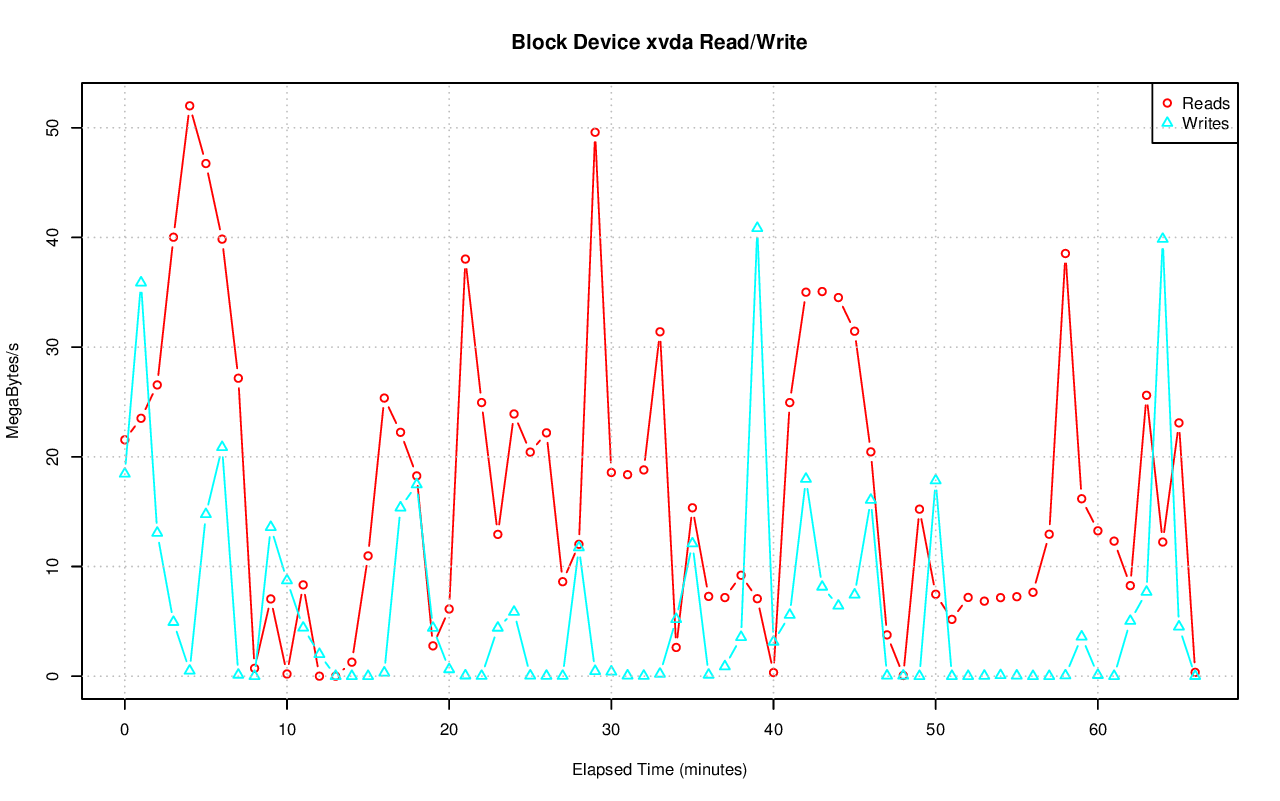 Block Device xvda Read/Write
Reads
Writes
MegaBytes/s
50
40
30
20
10
0
0 10 20 30 40 50 60
Elapsed Time (minutes)